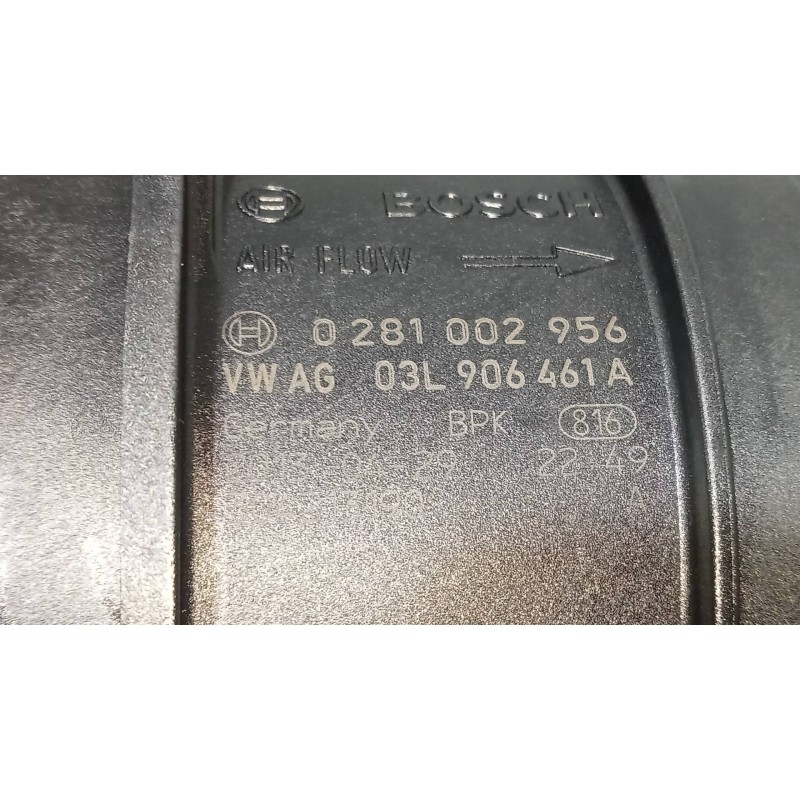 BOSCH
AIR FLOW
0 281 002 956
VW AG 03L 906 461 A
Germany BPK 816
22-49
A